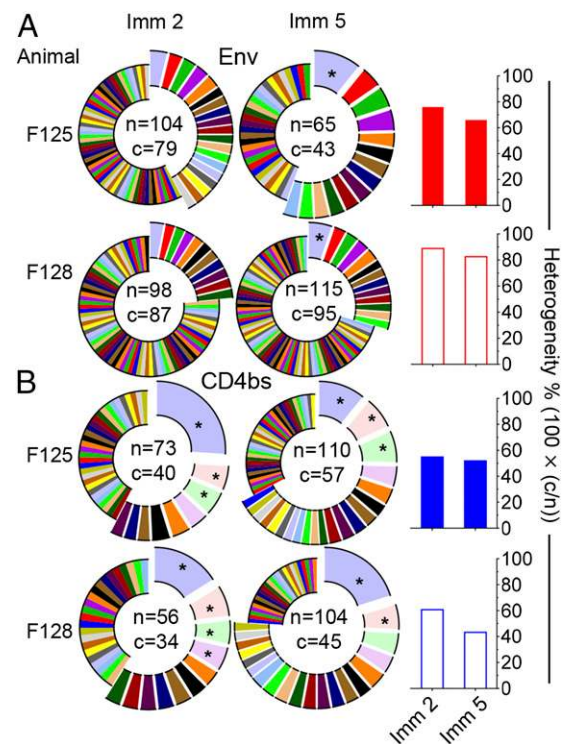 A
Imm 2 Imm 5
Animal Env
F125
n=104
c=79
*
n=65
c=43
100
80
60
40
20
0
F128
n=98
c=87
*
n=115
c=95
100
80
60
40
20
0
B
CD4bs
F125
*
*
*
n=73
c=40
*
*
*
n=110
c=57
100
80
60
40
20
0
F128
*
*
*
*
n=56
c=34
*
*
n=104
c=45
100
80
60
40
20
0
Imm 2
Imm 5
Heterogeneity % (100 × (c/n))